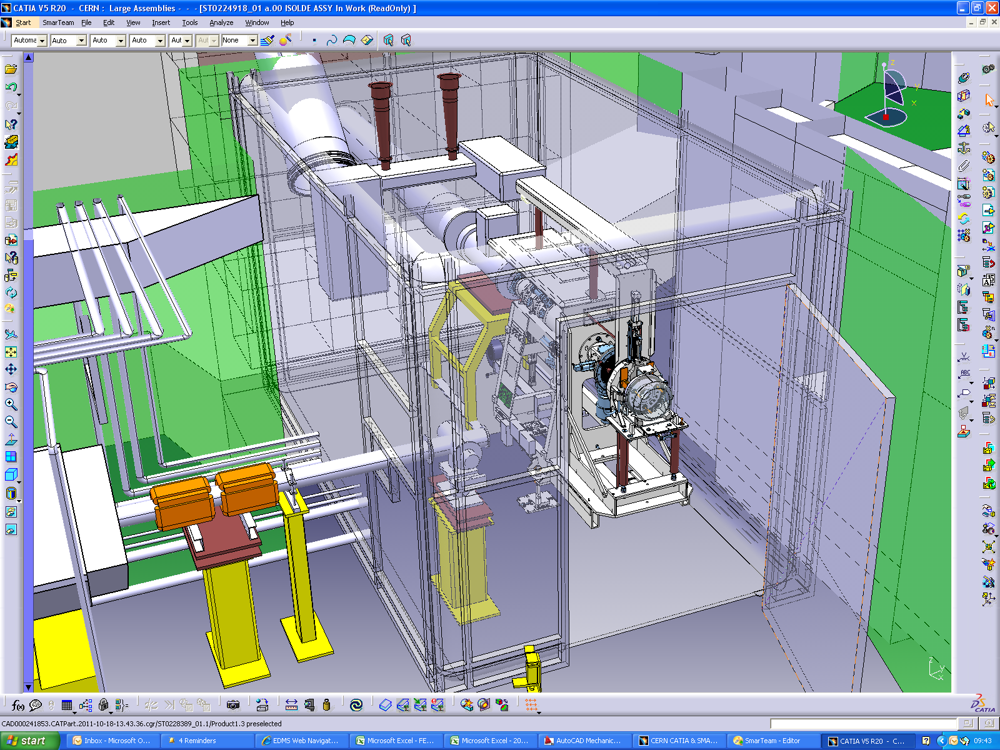 CATIA V5 R20 - CERN : Large Assemblies - - - [ST0224918_01 a.00 ISOLDE ASSY In Work (ReadOnly) ]
Start SmarTeam File Edit View Insert Tools Analyze Window Help
Automa Auto Auto Auto Aut Aut None
z
y
x
ABC
z
y
x
f(x)
CATIA
CAD000241853.CATPart.2011-10-18-13.43.36.cgr/ST0228389_01.1/Product1.3 preselected
start Inbox - Microsoft O... 4 Reminders EDMS Web Navigat... Microsoft Excel - FE... Microsoft Excel - 20... AutoCAD Mechanic... CERN CATIA & SMA... SmarTeam - Editor CATIA V5 R20 - C... 09:43